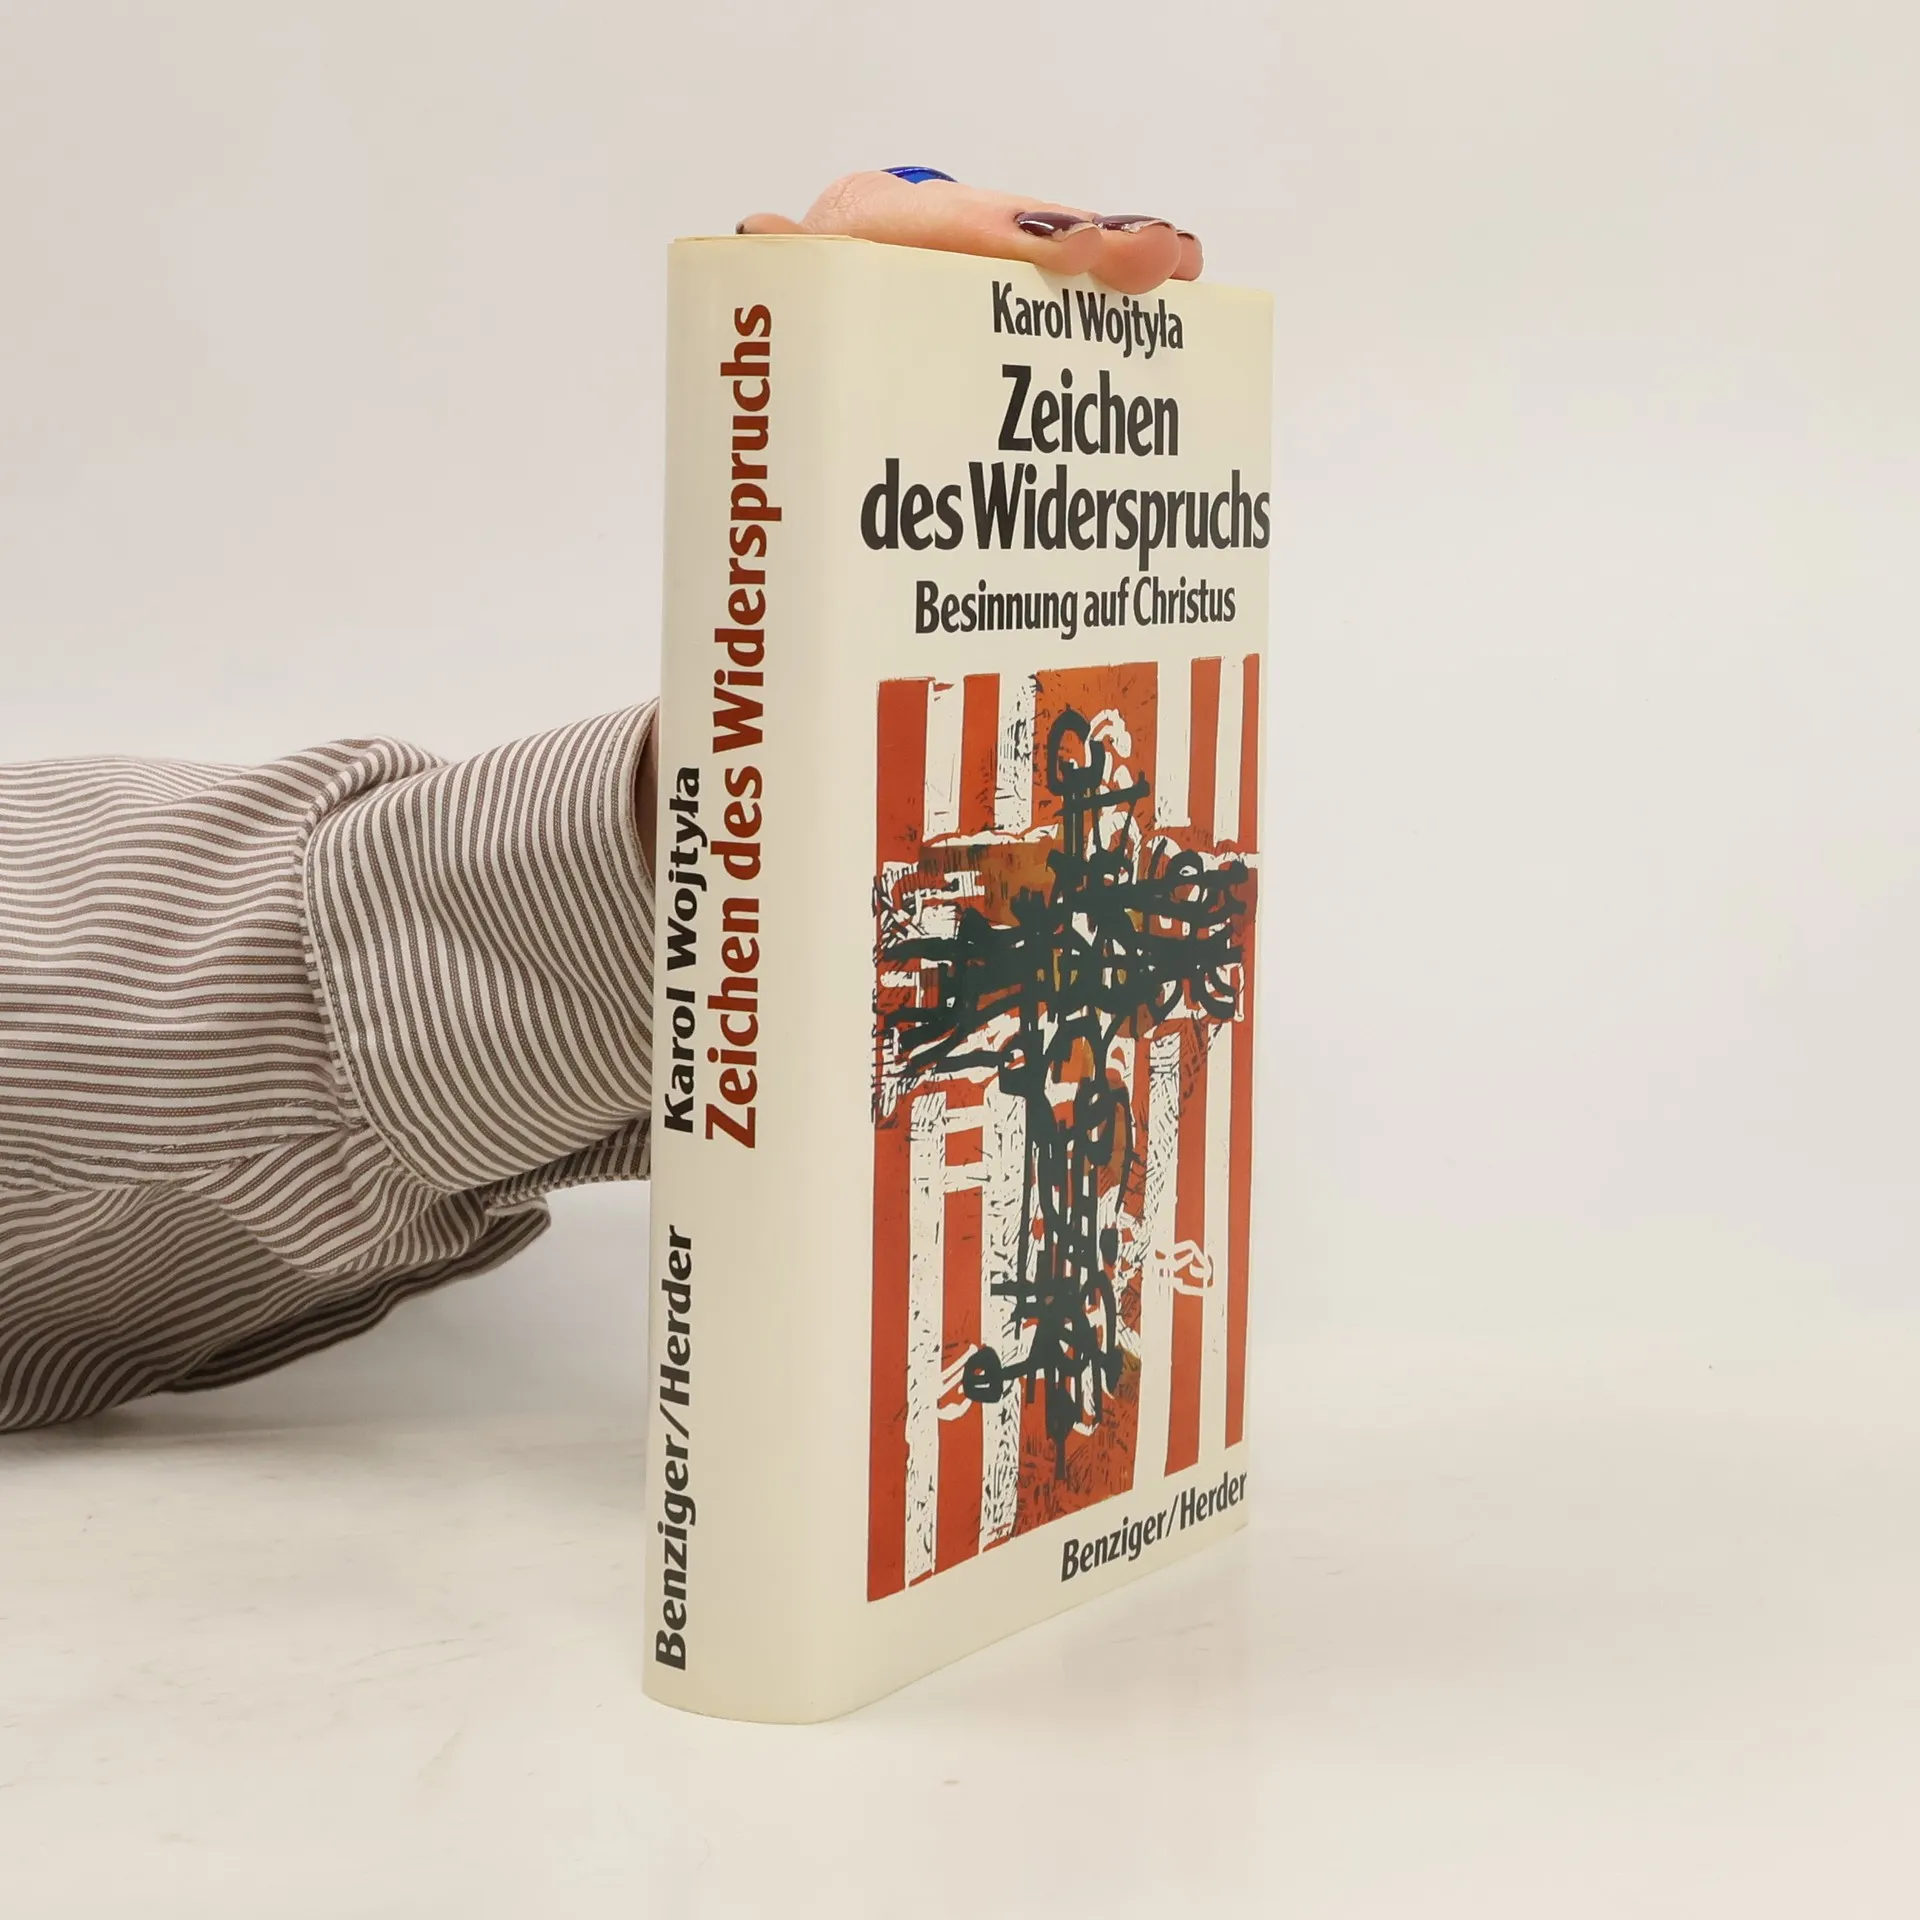 Karol Wojtyła
Zeichen
des Widerspruchs
Besinnung auf Christus
Benziger/Herder
Karol Wojtyła
Zeichen des Widerspruchs
Benziger/Herder